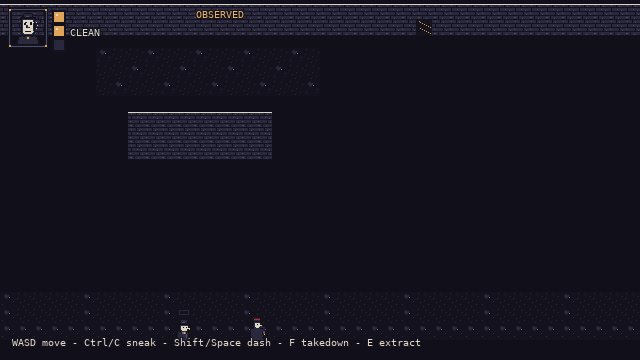 OBSERVED
CLEAN
WASD move - Ctrl/C sneak - Shift/Space dash - F takedown - E extract